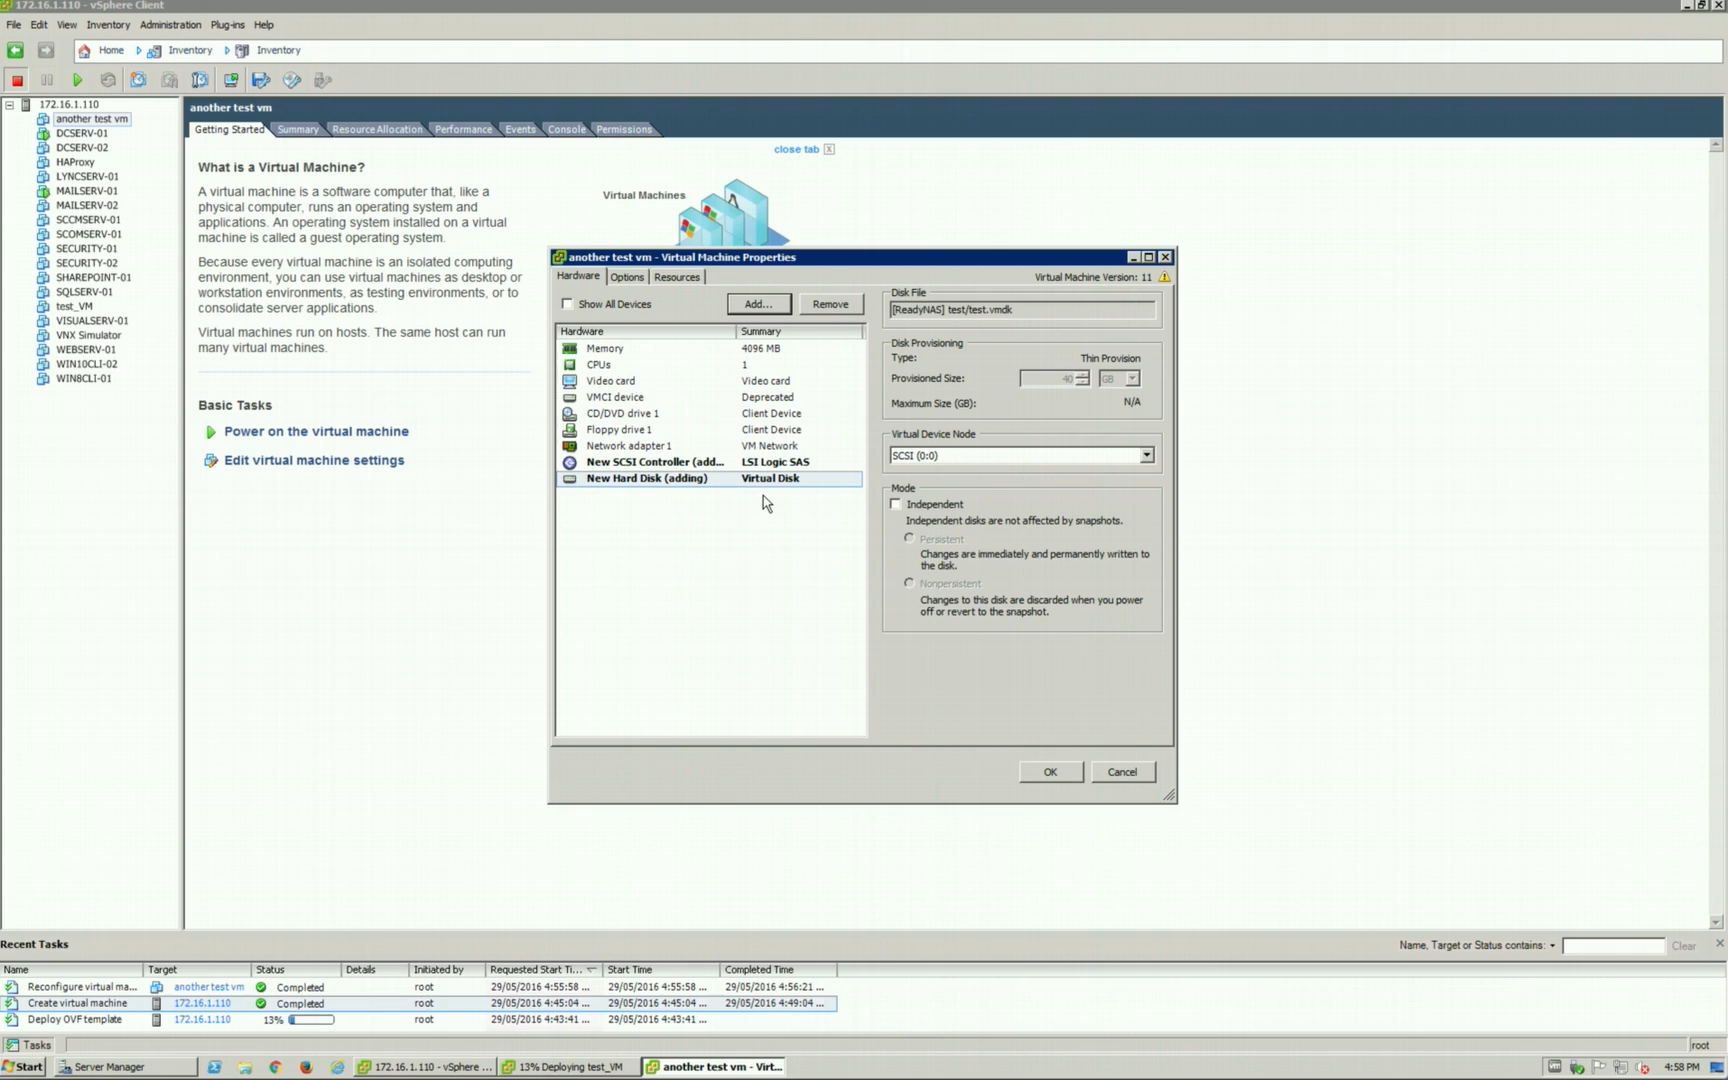 172.16.1.110 - vSphere Client
File Edit View Inventory Administration Plug-ins Help
Home Inventory Inventory
172.16.1.110
another test vm
DCSERV-01
DCSERV-02
HAProxy
LYNCSERV-01
MAILSERV-01
MAILSERV-02
SCCMSERV-01
SCOMSERV-01
SECURITY-01
SECURITY-02
SHAREPOINT-01
SQLSERV-01
test_VM
VISUALSERV-01
VNX Simulator
WEBSERV-01
WIN10CLI-02
WIN8CLI-01
another test vm
Getting Started Summary Resource Allocation Performance Events Console Permissions
close tab X
What is a Virtual Machine?
A virtual machine is a software computer that, like a
physical computer, runs an operating system and
applications. An operating system installed on a virtual
machine is called a guest operating system.
Because every virtual machine is an isolated computing
environment, you can use virtual machines as desktop or
workstation environments, as testing environments, or to
consolidate server applications.
Virtual machines run on hosts. The same host can run
many virtual machines.
Basic Tasks
Power on the virtual machine
Edit virtual machine settings
Virtual Machines
another test vm - Virtual Machine Properties
Hardware Options Resources
Virtual Machine Version: 11
Show All Devices
Add... Remove
Hardware Summary
Memory 4096 MB
CPUs 1
Video card Video card
VMCI device Deprecated
CD/DVD drive 1 Client Device
Floppy drive 1 Client Device
Network adapter 1 VM Network
New SCSI Controller (add... LSI Logic SAS
New Hard Disk (adding) Virtual Disk
Disk File
[ReadyNAS] test/test.vmdk
Disk Provisioning
Type: Thin Provision
Provisioned Size: 40 GB
Maximum Size (GB): N/A
Virtual Device Node
SCSI (0:0)
Mode
Independent
Independent disks are not affected by snapshots.
Persistent
Changes are immediately and permanently written to
the disk.
Nonpersistent
Changes to this disk are discarded when you power
off or revert to the snapshot.
OK Cancel
Recent Tasks
Name, Target or Status contains: Clear
Name Target Status Details Initiated by Requested Start Ti... Start Time Completed Time
Reconfigure virtual ma... another test vm Completed root 29/05/2016 4:55:58 ... 29/05/2016 4:55:58 ... 29/05/2016 4:56:21 ...
Create virtual machine 172.16.1.110 Completed root 29/05/2016 4:45:04 ... 29/05/2016 4:45:04 ... 29/05/2016 4:49:04 ...
Deploy OVF template 172.16.1.110 13% root 29/05/2016 4:43:41 ... 29/05/2016 4:43:41 ...
Tasks root
Start Server Manager 172.16.1.110 - vSphere ... 13% Deploying test_VM another test vm - Virt... 4:58 PM